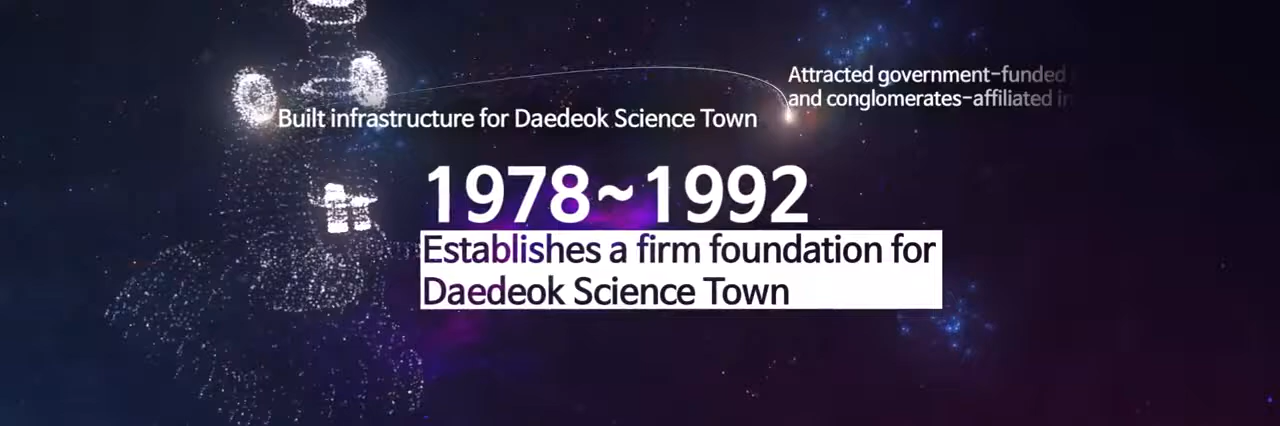 Attracted government-funded
and conglomerates-affiliated
Built infrastructure for Daedeok Science Town
1978~1992
Establishes a firm foundation for
Daedeok Science Town